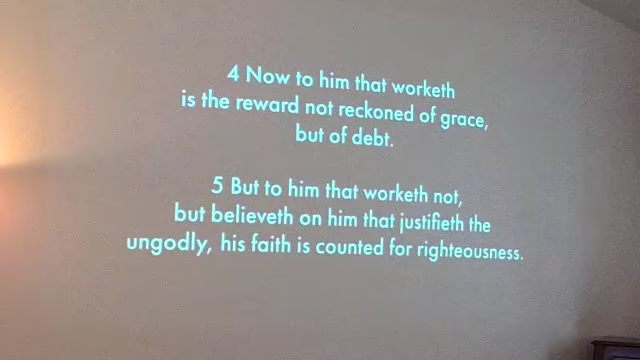 4 Now to him that worketh
is the reward not reckoned of grace,
but of debt.
5 But to him that worketh not,
but believeth on him that justifieth the
ungodly, his faith is counted for righteousness.